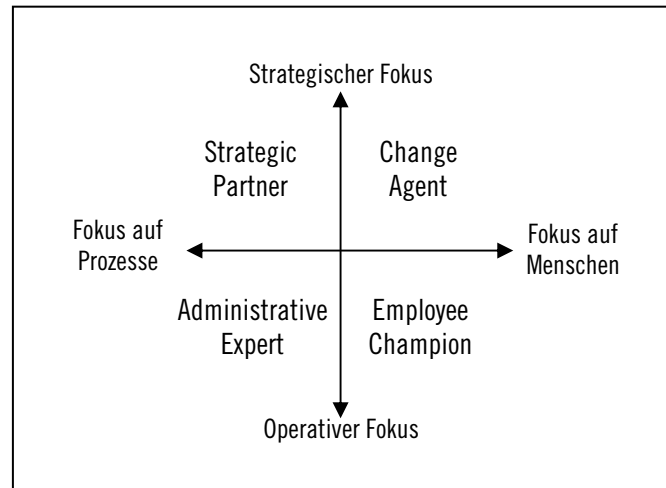 Strategischer Fokus
Strategic
Partner
Change
Agent
Fokus auf
Prozesse
Fokus auf
Menschen
Administrative
Expert
Employee
Champion
Operativer Fokus